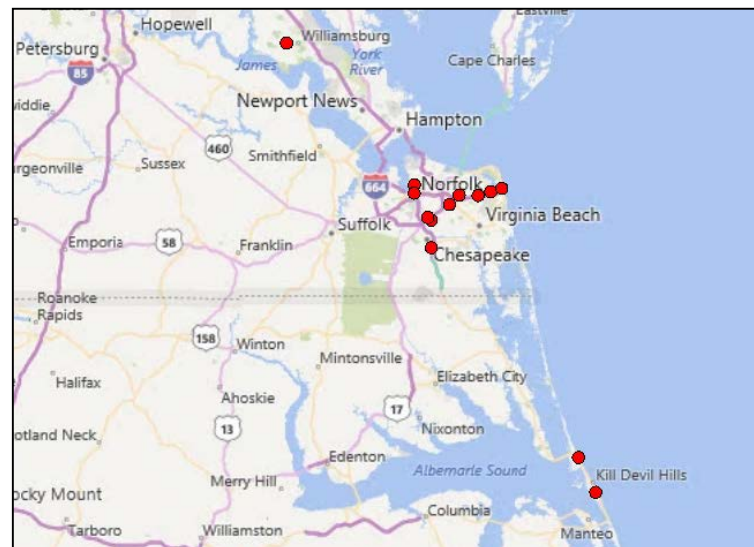 Eastville
Hopewell
Williamsburg
Petersburg
85
James
York
River
Cape Charles
widdie
Newport News
Hampton
460
Smithfield
urgeonville
Sussex
664
Norfolk
Suffolk
Virginia Beach
Emporia
58
Franklin
Chesapeake
Roanoke
Rapids
158
Winton
Mintonsville
Halifax
Ahoskie
Elizabeth City
17
13
Nixonton
otland Neck
Edenton
Albemarle Sound
Merry Hill
Kill Devil Hills
ocky Mount
Columbia
Tarboro
Williamston
Manteo